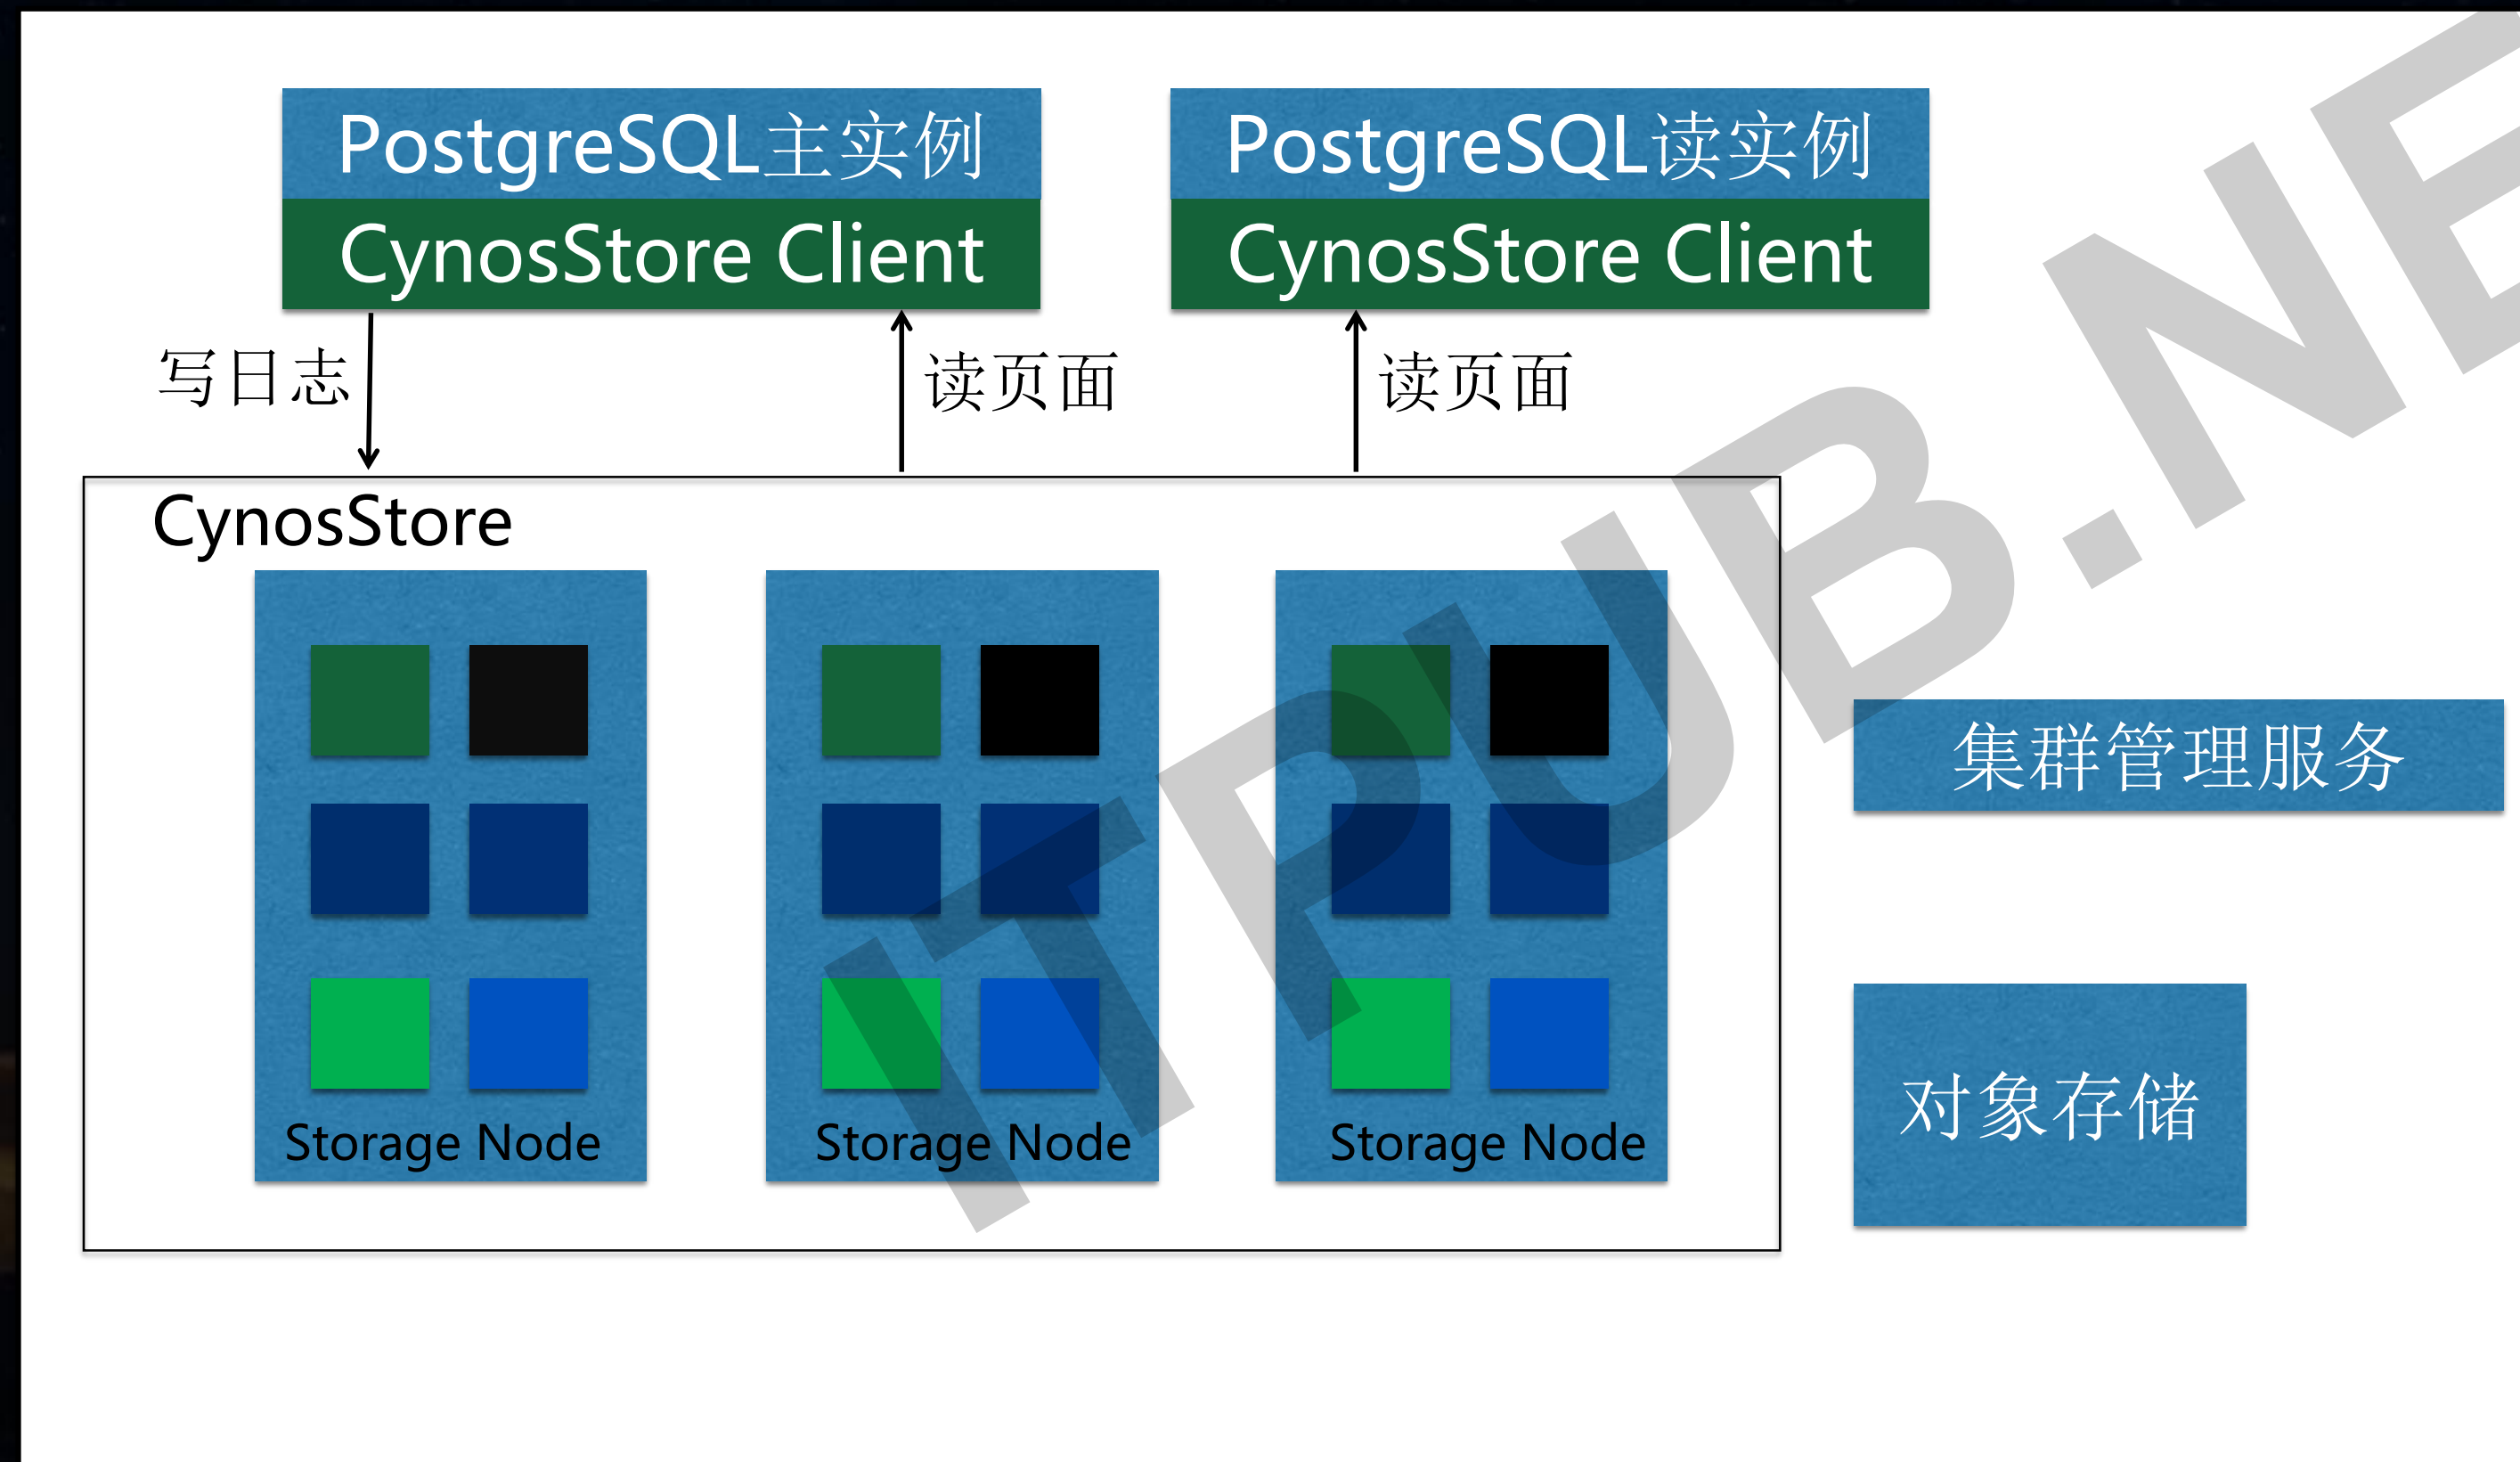 PostgreSQL主实例
PostgreSQL读实例
CynosStore Client
CynosStore Client
写日志
读页面
读页面
CynosStore
Storage Node
Storage Node
Storage Node
集群管理服务
对象存储
ITPUB.NE